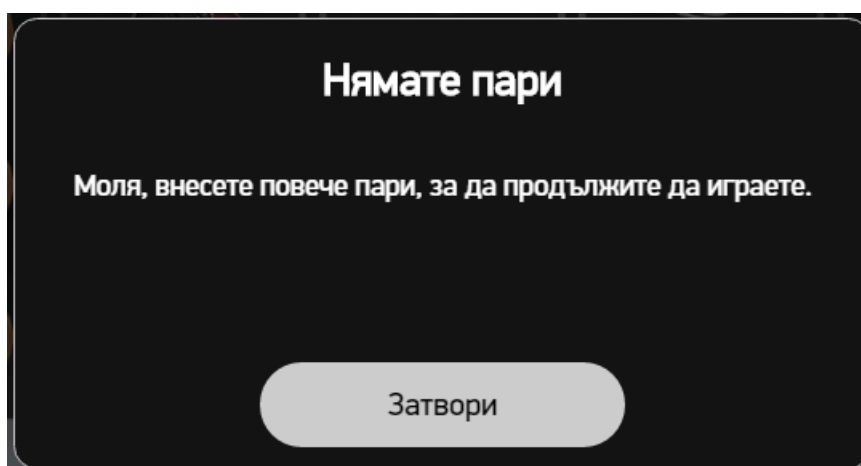 Нямате пари
Моля, внесете повече пари, за да продължите да играете.
Затвори